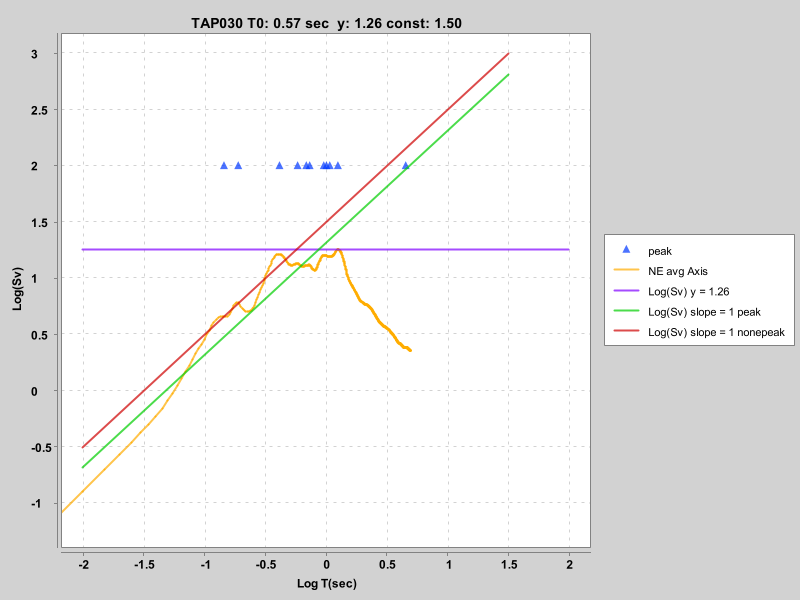 TAP030 T0: 0.57 sec  y: 1.26 const: 1.50
3
2.5
2
1.5
1
0.5
0
-0.5
-1
Log(Sv)
-2 -1.5 -1 -0.5 0 0.5 1 1.5 2
Log T(sec)
peak
NE avg Axis
Log(Sv) y = 1.26
Log(Sv) slope = 1 peak
Log(Sv) slope = 1 nonepeak